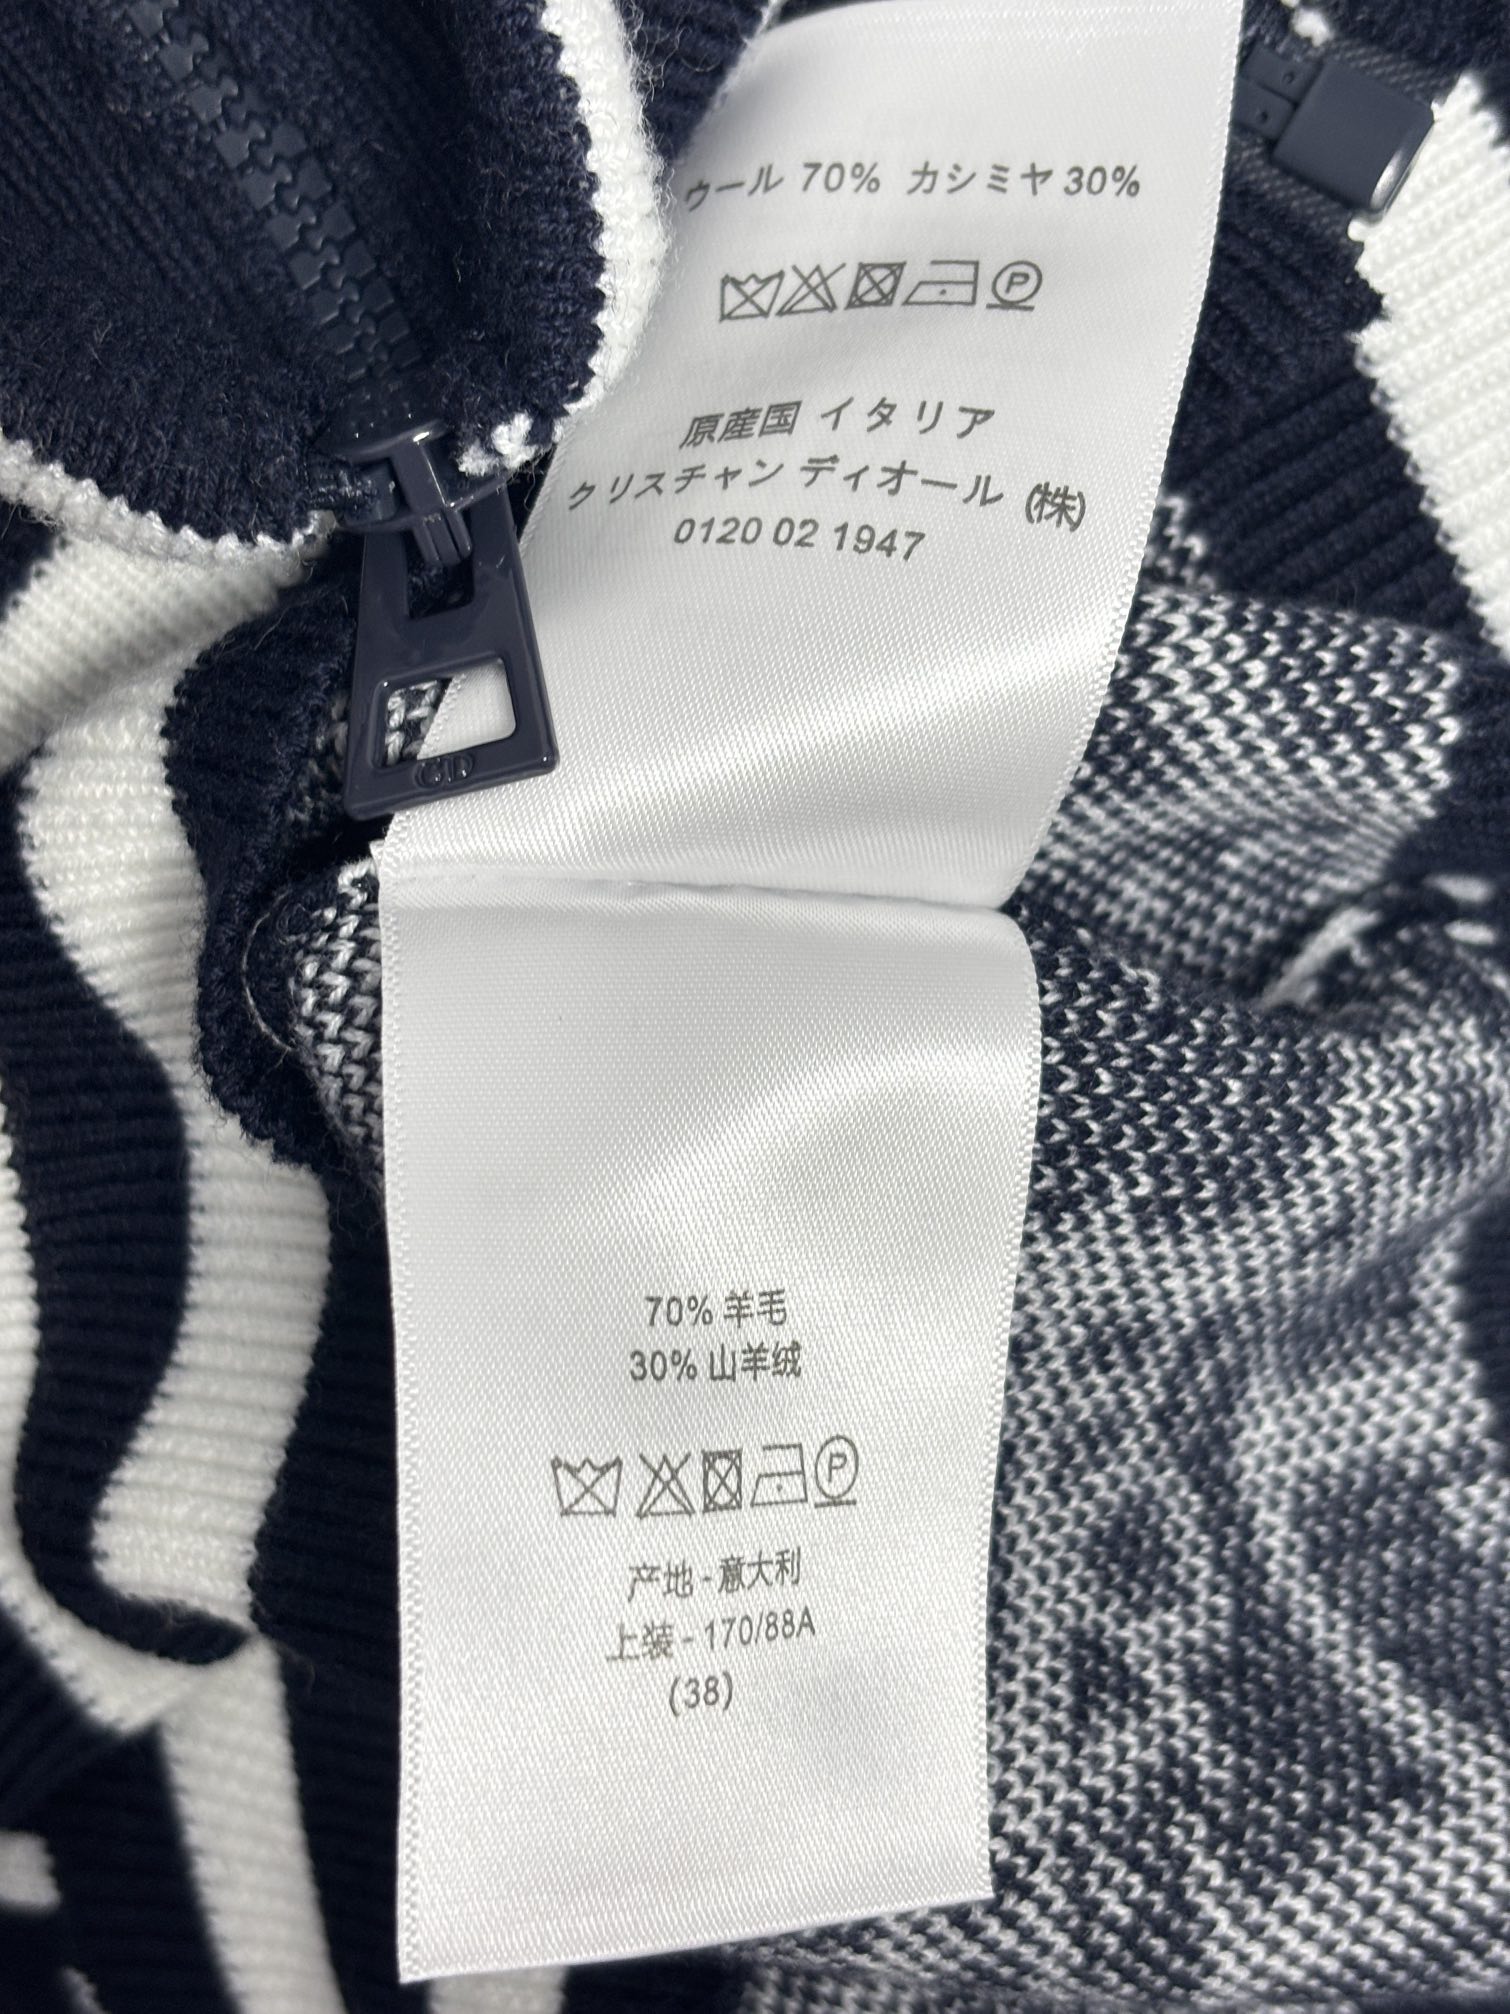 ウール 70% カシミヤ 30%
P
原産国 イタリア
クリスチャン ディオール (株)
0120 02 1947
CD
70% 羊毛
30% 山羊绒
P
产地 - 意大利
上装 - 170/88A
(38)